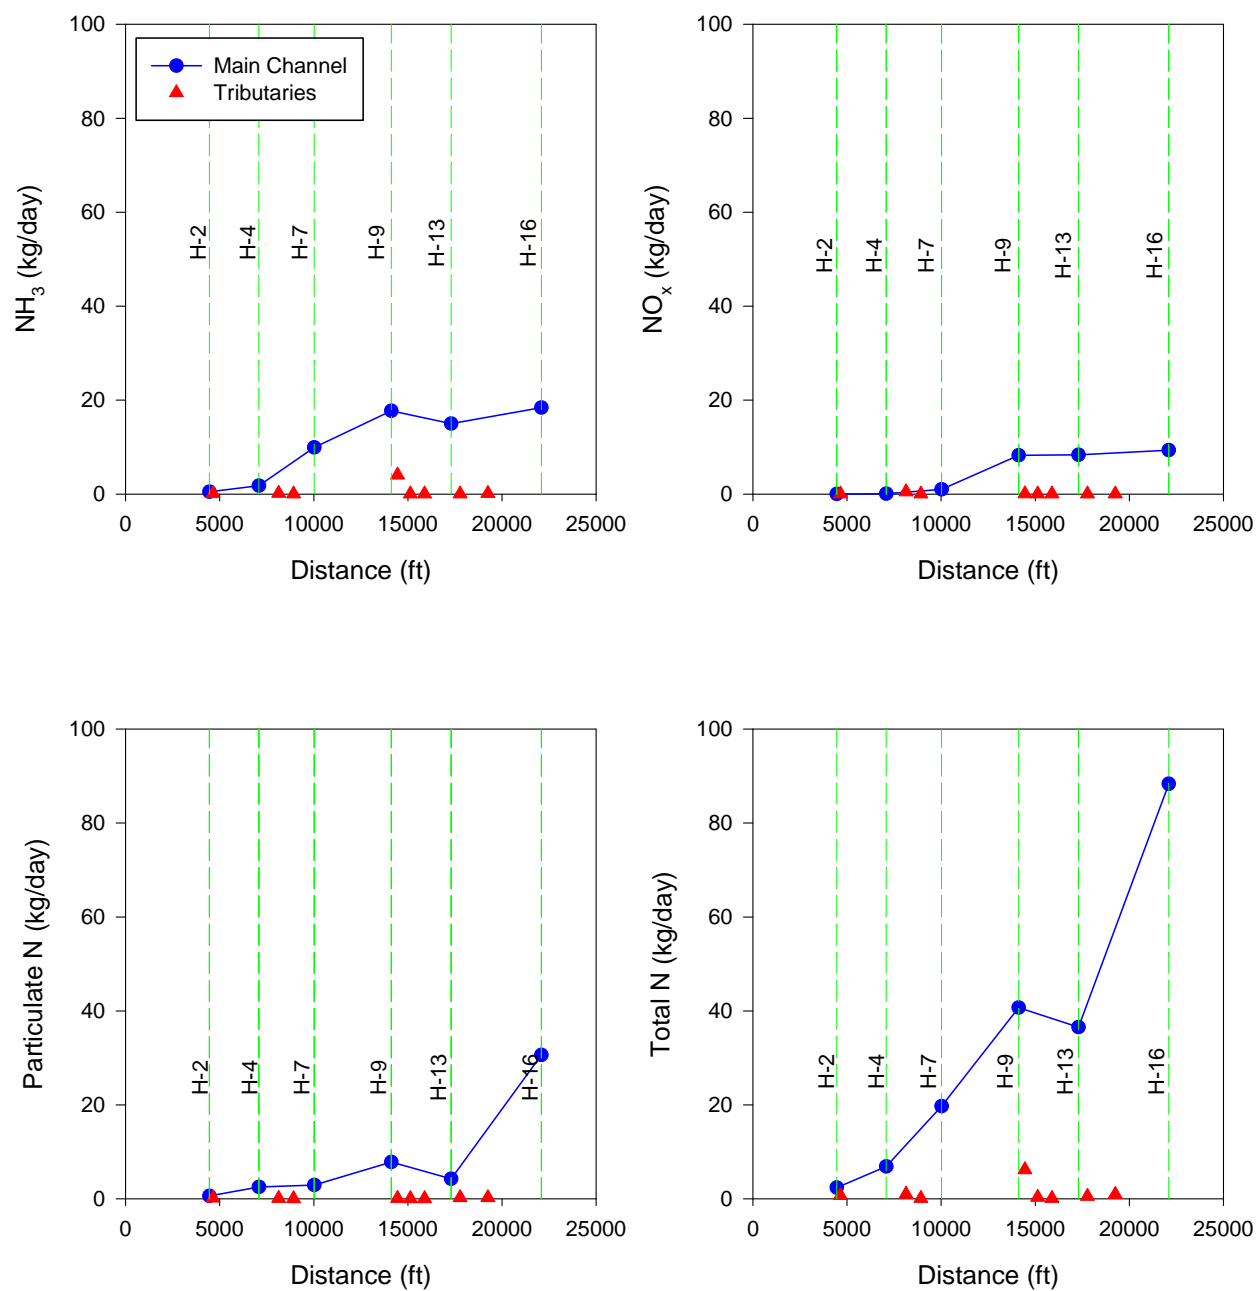 100
80
60
40
20
0
NH3 (kg/day)
Main Channel
Tributaries
H-2
H-4
H-7
H-9
H-13
H-16
0 5000 10000 15000 20000 25000
Distance (ft)
100
80
60
40
20
0
NOx (kg/day)
H-2
H-4
H-7
H-9
H-13
H-16
0 5000 10000 15000 20000 25000
Distance (ft)
100
80
60
40
20
0
Particulate N (kg/day)
H-2
H-4
H-7
H-9
H-13
H-16
0 5000 10000 15000 20000 25000
Distance (ft)
100
80
60
40
20
0
Total N (kg/day)
H-2
H-4
H-7
H-9
H-13
H-16
0 5000 10000 15000 20000 25000
Distance (ft)